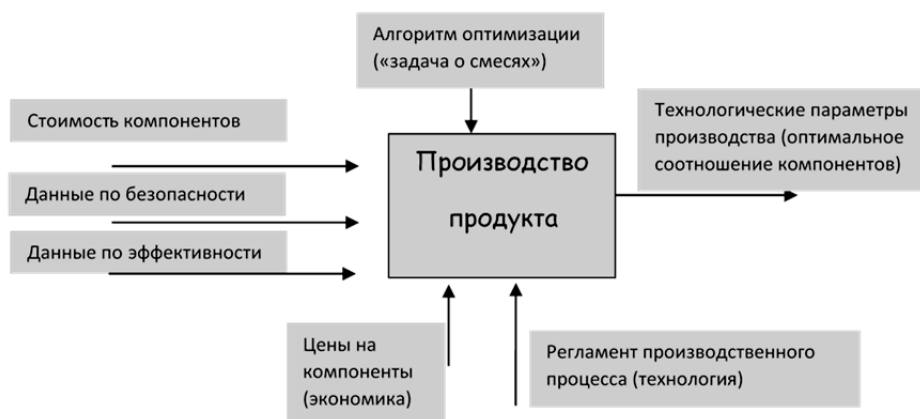 Алгоритм оптимизации
(«задача о смесях»)
Стоимость компонентов
Данные по безопасности
Данные по эффективности
Производство
продукта
Технологические параметры
производства (оптимальное
соотношение компонентов)
Цены на
компоненты
(экономика)
Регламент производственного
процесса (технология)